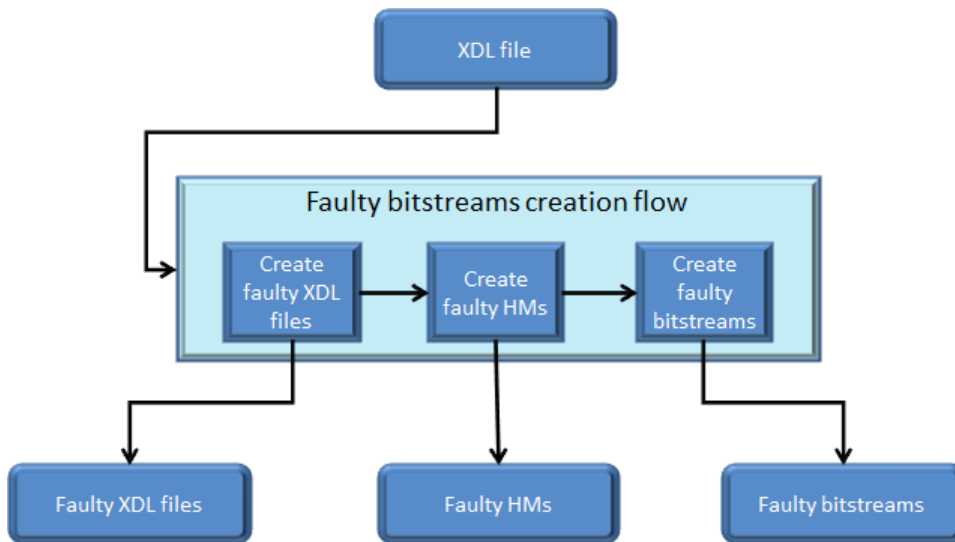 XDL file
Faulty bitstreams creation flow
Create
faulty XDL
files
Create
faulty HMs
Create
faulty
bitstreams
Faulty XDL files
Faulty HMs
Faulty bitstreams